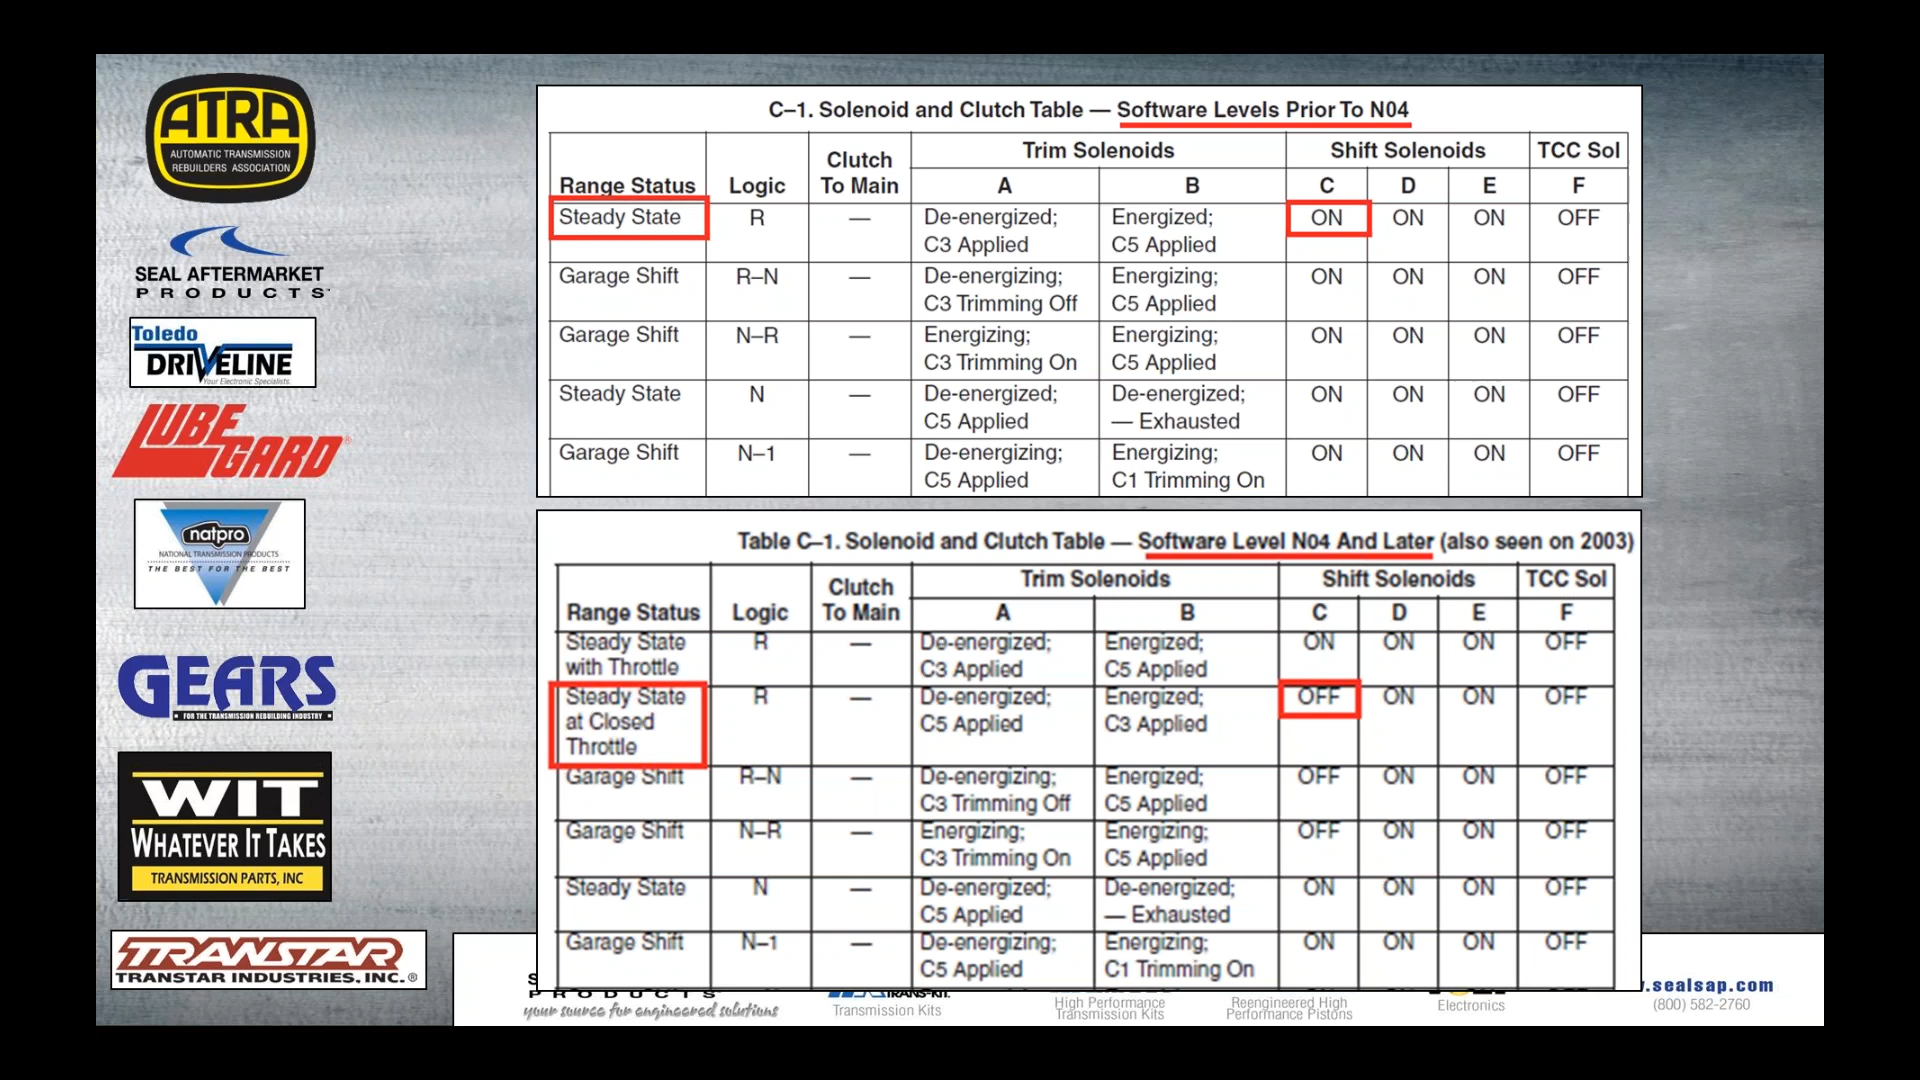 ATRA
AUTOMATIC TRANSMISSION
REBUILDERS ASSOCIATION
SEAL AFTERMARKET
PRODUCTS
Toledo
DRIVELINE
Your Electronic Specialists.
LUBE
GARD®
natpro
NATIONAL TRANSMISSION PRODUCTS
THE BEST FOR THE BEST
GEARS
FOR THE TRANSMISSION REBUILDING INDUSTRY
WIT
WHATEVER IT TAKES
TRANSMISSION PARTS, INC
TRANSTAR
TRANSTAR INDUSTRIES, INC.®
C–1. Solenoid and Clutch Table — Software Levels Prior To N04
Range Status Logic Clutch To Main Trim Solenoids Shift Solenoids TCC Sol
A B C D E F
Steady State R — De-energized; Energized; ON ON ON OFF
C3 Applied C5 Applied
Garage Shift R–N — De-energizing; Energizing; ON ON ON OFF
C3 Trimming Off C5 Applied
Garage Shift N–R — Energizing; Energizing; ON ON ON OFF
C3 Trimming On C5 Applied
Steady State N — De-energized; De-energized; ON ON ON OFF
C5 Applied — Exhausted
Garage Shift N–1 — De-energizing; Energizing; ON ON ON OFF
C5 Applied C1 Trimming On
Table C–1. Solenoid and Clutch Table — Software Level N04 And Later (also seen on 2003)
Range Status Logic Clutch To Main Trim Solenoids Shift Solenoids TCC Sol
A B C D E F
Steady State R — De-energized; Energized; ON ON ON OFF
with Throttle C3 Applied C5 Applied
Steady State R — De-energized; Energized; OFF ON ON OFF
at Closed C5 Applied C3 Applied
Throttle
Garage Shift R–N — De-energizing; Energized; OFF ON ON OFF
C3 Trimming Off C5 Applied
Garage Shift N–R — Energizing; Energizing; OFF ON ON OFF
C3 Trimming On C5 Applied
Steady State N — De-energized; De-energized; ON ON ON OFF
C5 Applied — Exhausted
Garage Shift N–1 — De-energizing; Energizing; ON ON ON OFF
C5 Applied C1 Trimming On
PRODUCTS
your source for engineered solutions
TRANS-KIT.
Transmission Kits
High Performance
Transmission Kits
Reengineered High
Performance Pistons
Electronics
.sealsap.com
(800) 582-2760